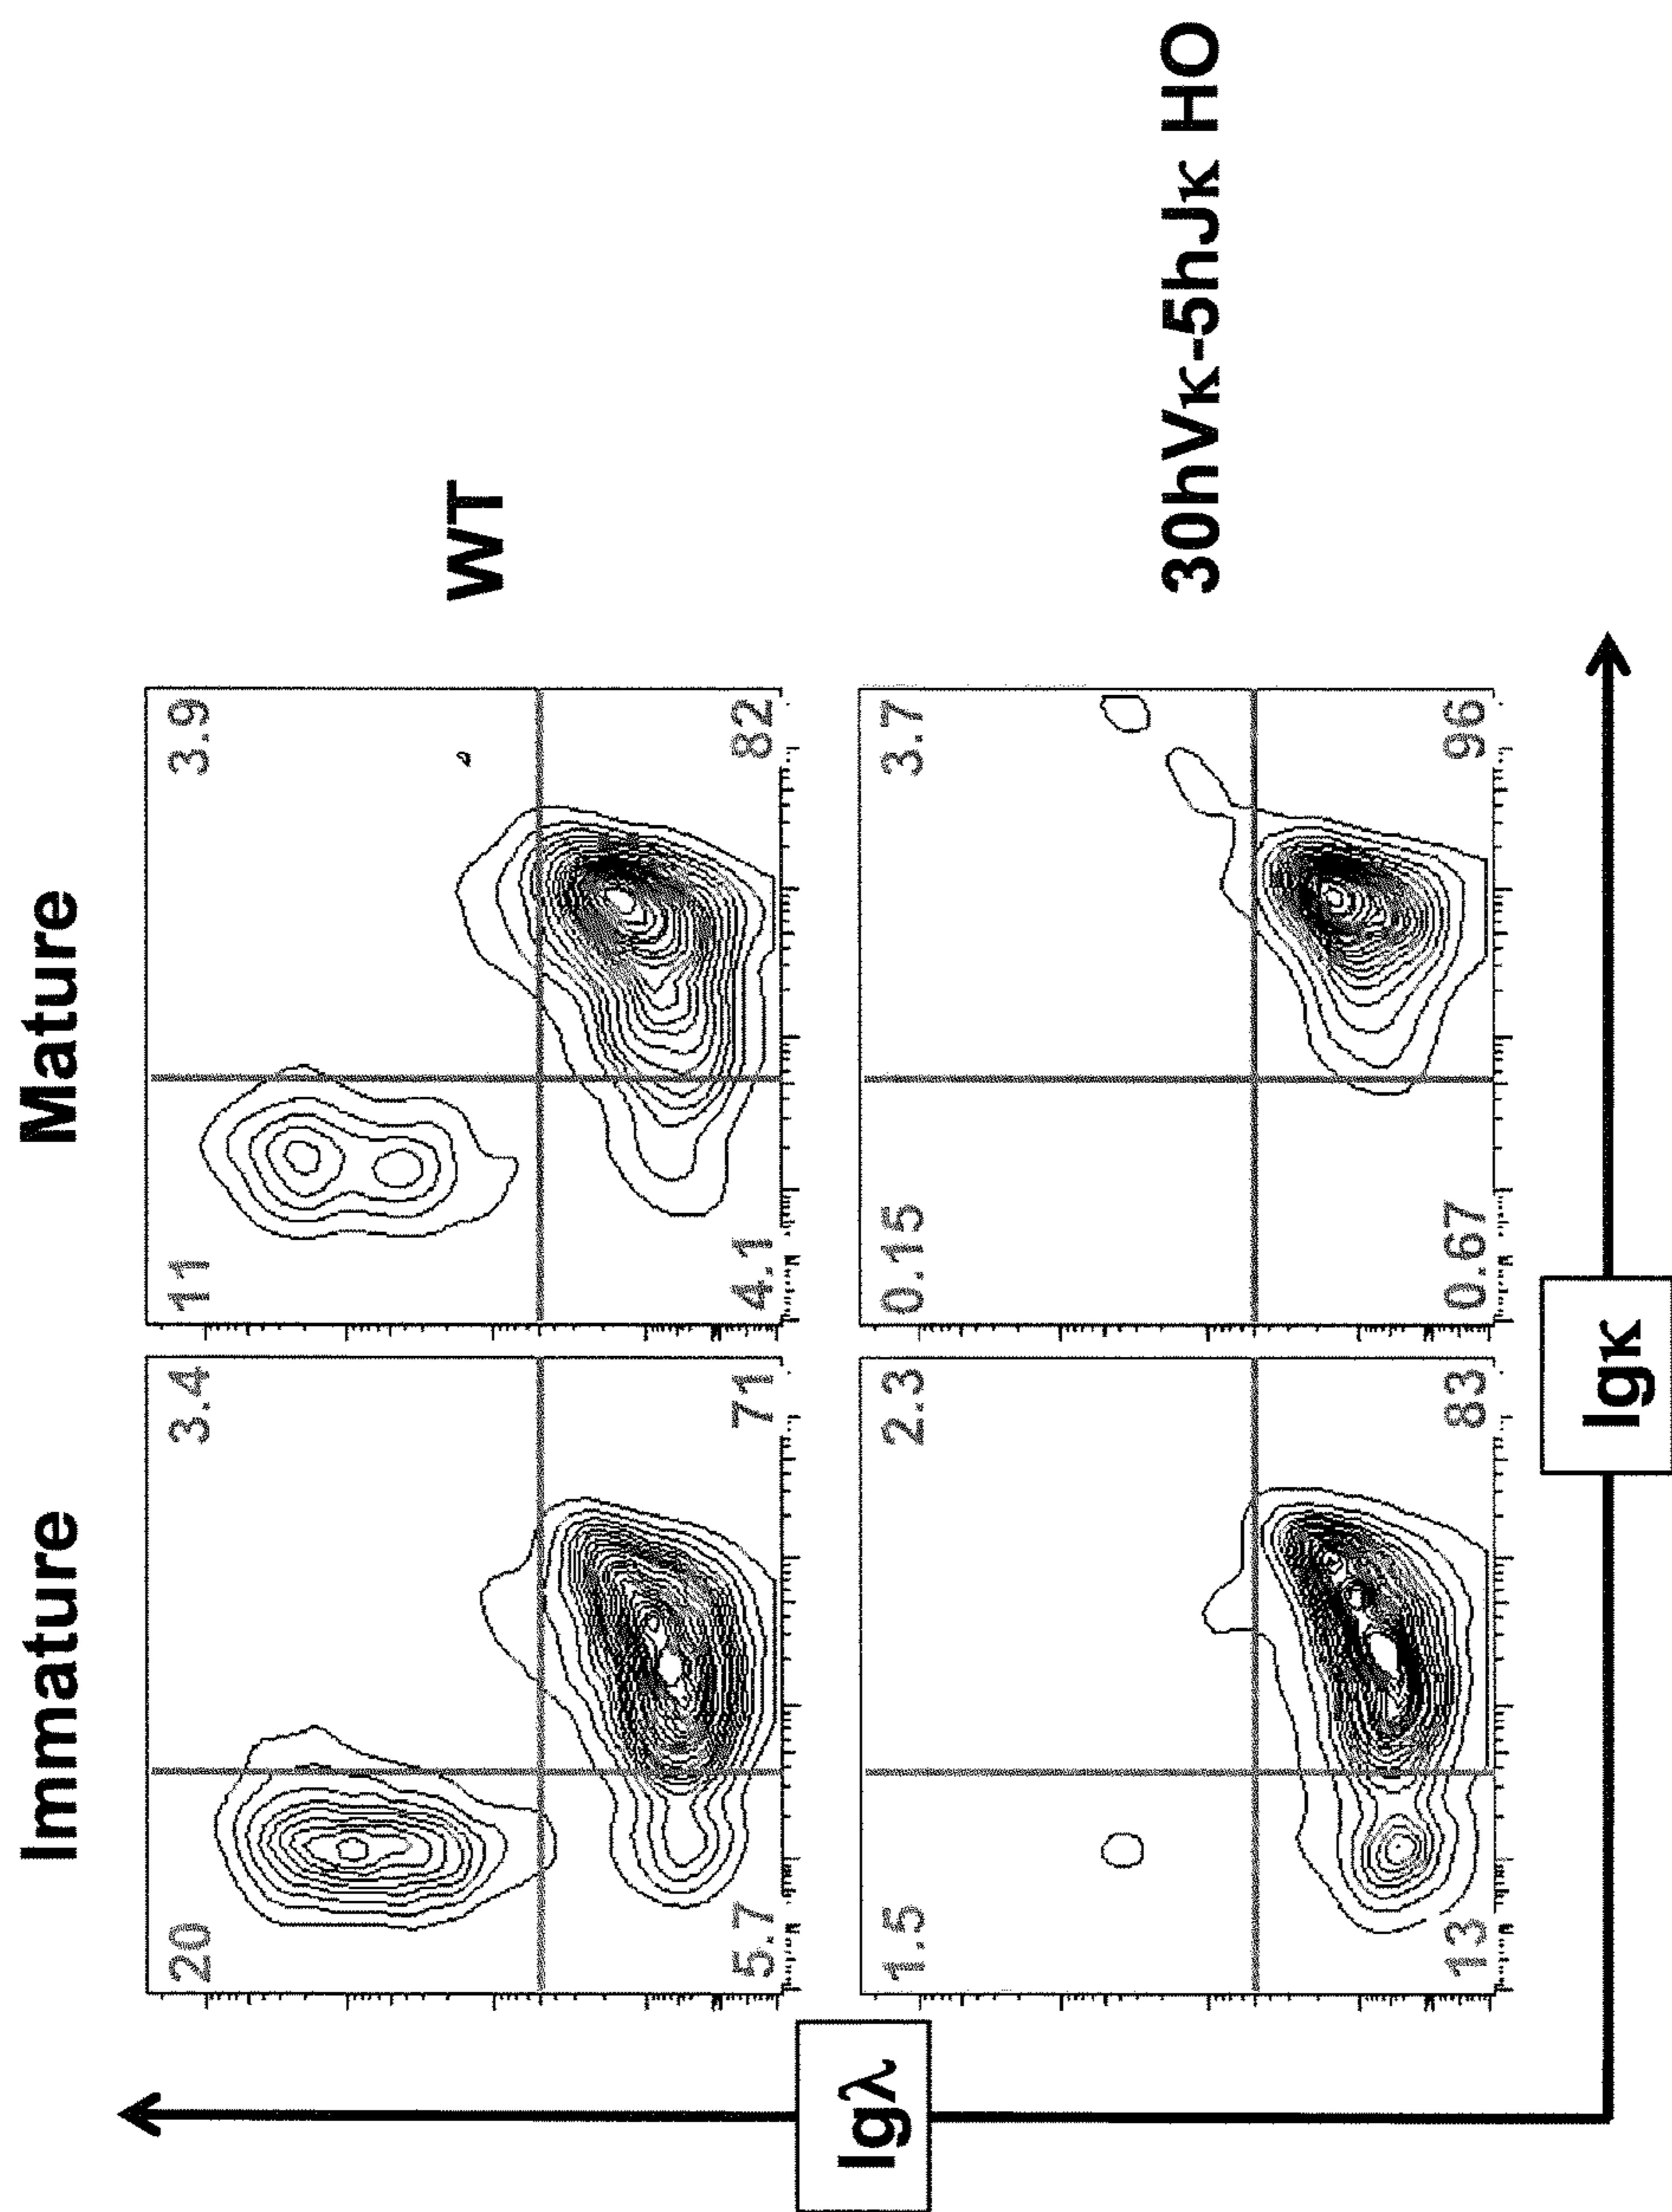 Immature
Mature
20
3.4
11
3.9
WT
5.7
71
4.1
82
Igλ
1.5
2.3
0.15
3.7
30hVκ-5hJκ HO
13
83
0.67
96
Igκ